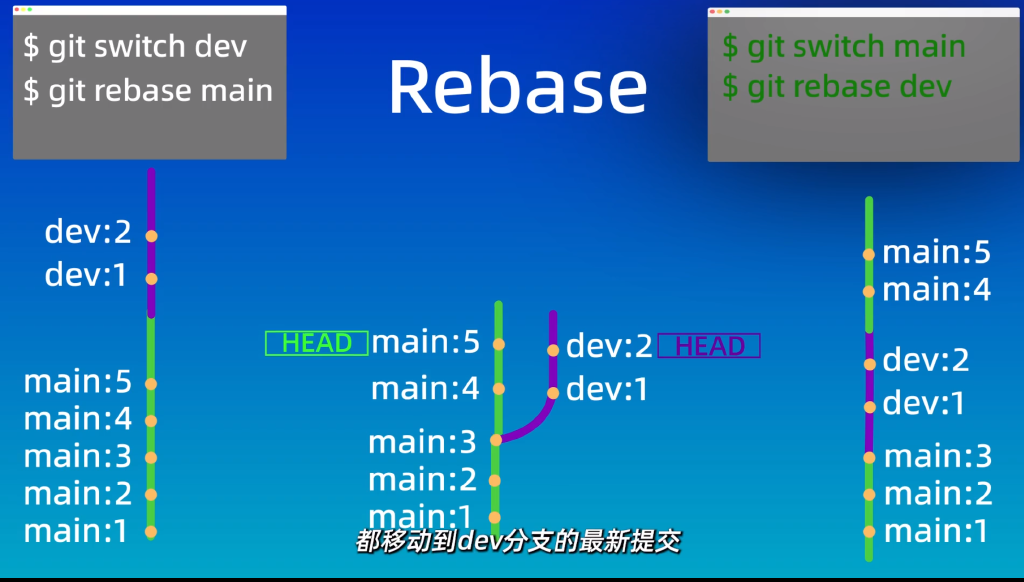 $ git switch dev
$ git rebase main
Rebase
$ git switch main
$ git rebase dev
dev:2
dev:1
main:5
main:4
main:3
main:2
main:1
HEAD main:5
main:4
main:3
main:2
main:1
dev:2 HEAD
dev:1
main:5
main:4
dev:2
dev:1
main:3
main:2
main:1
都移动到dev分支的最新提交